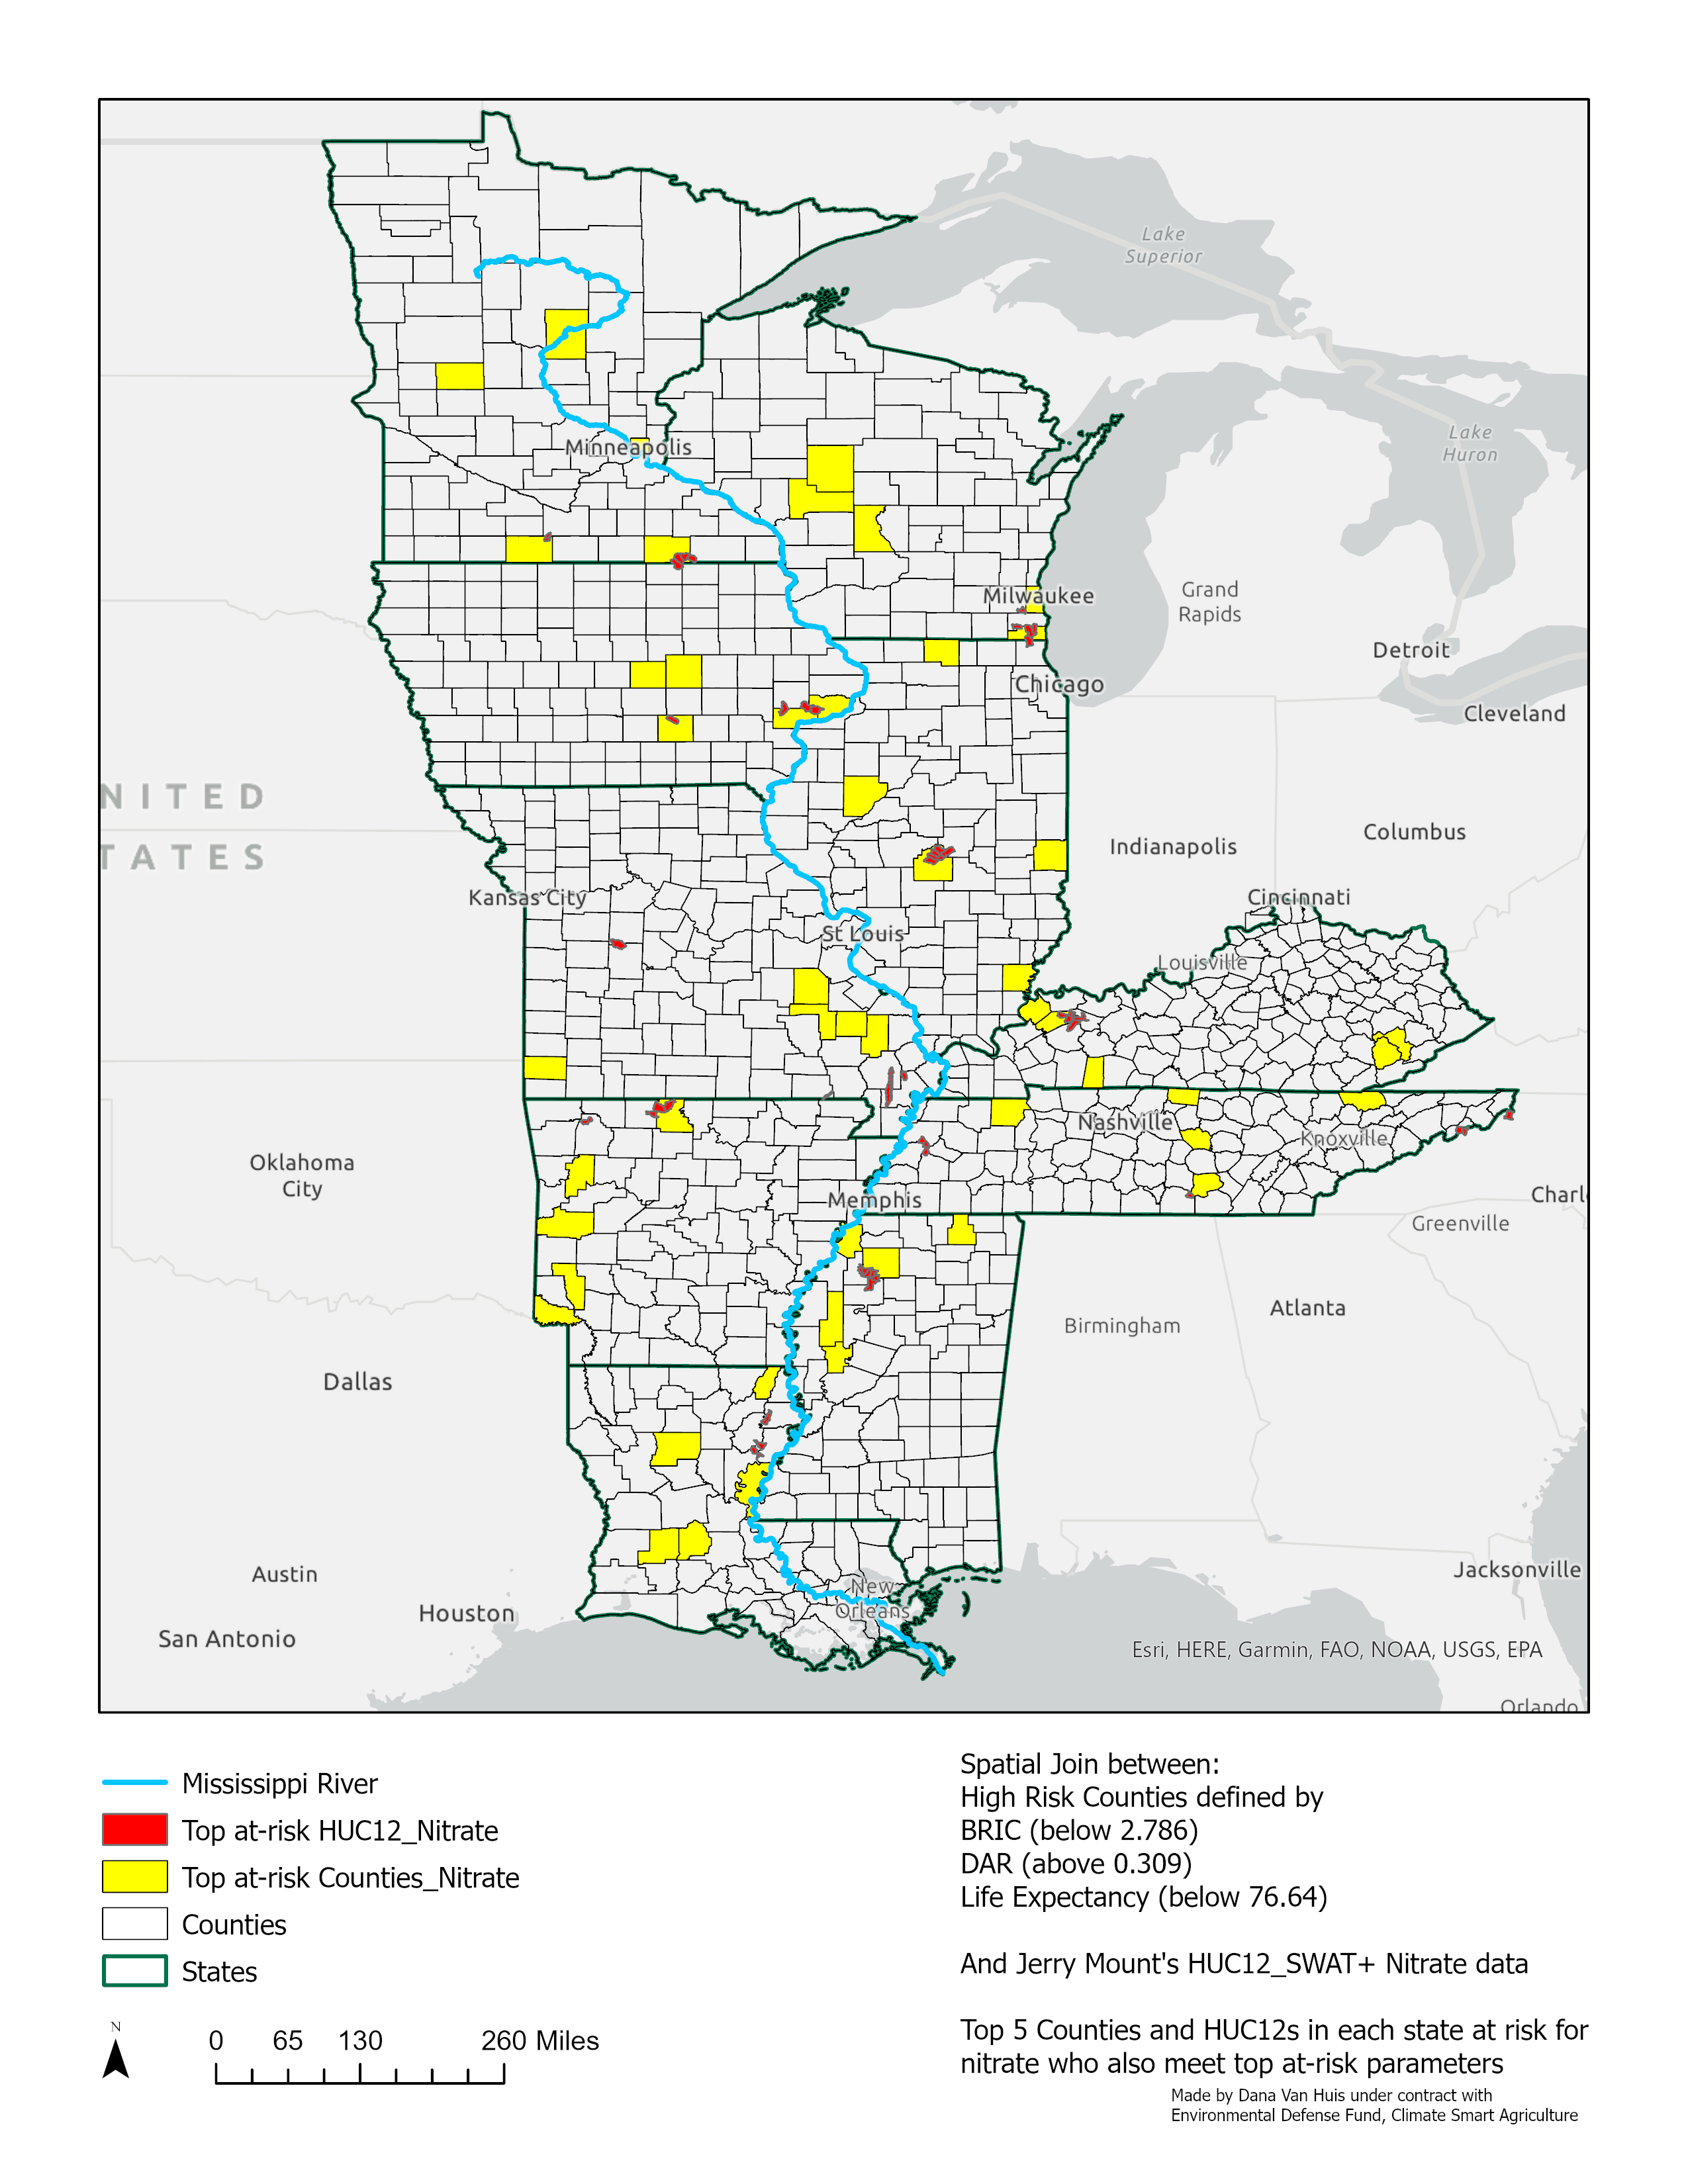 Lake
Superior
Lake
Huron
Minneapolis
Milwaukee
Grand
Rapids
Detroit
Chicago
Cleveland
NITED
TATES
Columbus
Indianapolis
Kansas City
Cincinnati
St Louis
Louisville
Nashville
Knoxville
Oklahoma
City
Memphis
Charl
Greenville
Atlanta
Birmingham
Dallas
Austin
Jacksonville
New
Orleans
Houston
San Antonio
Esri, HERE, Garmin, FAO, NOAA, USGS, EPA
Orlando
Mississippi River
Top at-risk HUC12_Nitrate
Top at-risk Counties_Nitrate
Counties
States
N
0 65 130 260 Miles
Spatial Join between:
High Risk Counties defined by
BRIC (below 2.786)
DAR (above 0.309)
Life Expectancy (below 76.64)
And Jerry Mount's HUC12_SWAT+ Nitrate data
Top 5 Counties and HUC12s in each state at risk for
nitrate who also meet top at-risk parameters
Made by Dana Van Huis under contract with
Environmental Defense Fund, Climate Smart Agriculture